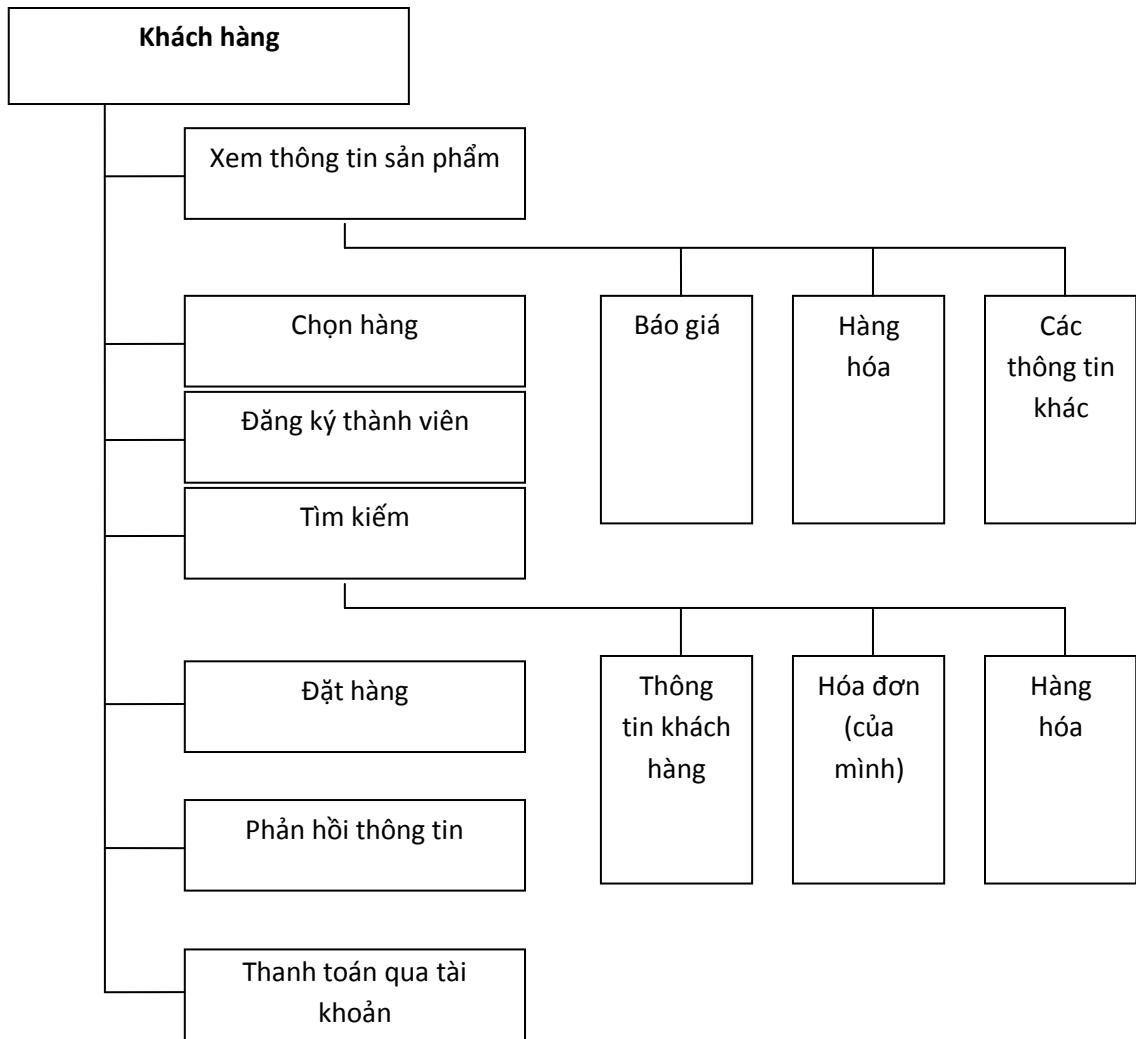 Khách hàng
Xem thông tin sản phẩm
Chọn hàng
Báo giá
Hàng
hóa
Các
thông tin
khác
Đăng ký thành viên
Tìm kiếm
Đặt hàng
Thông
tin khách
hàng
Hóa đơn
(của
mình)
Hàng
hóa
Phản hồi thông tin
Thanh toán qua tài
khoản